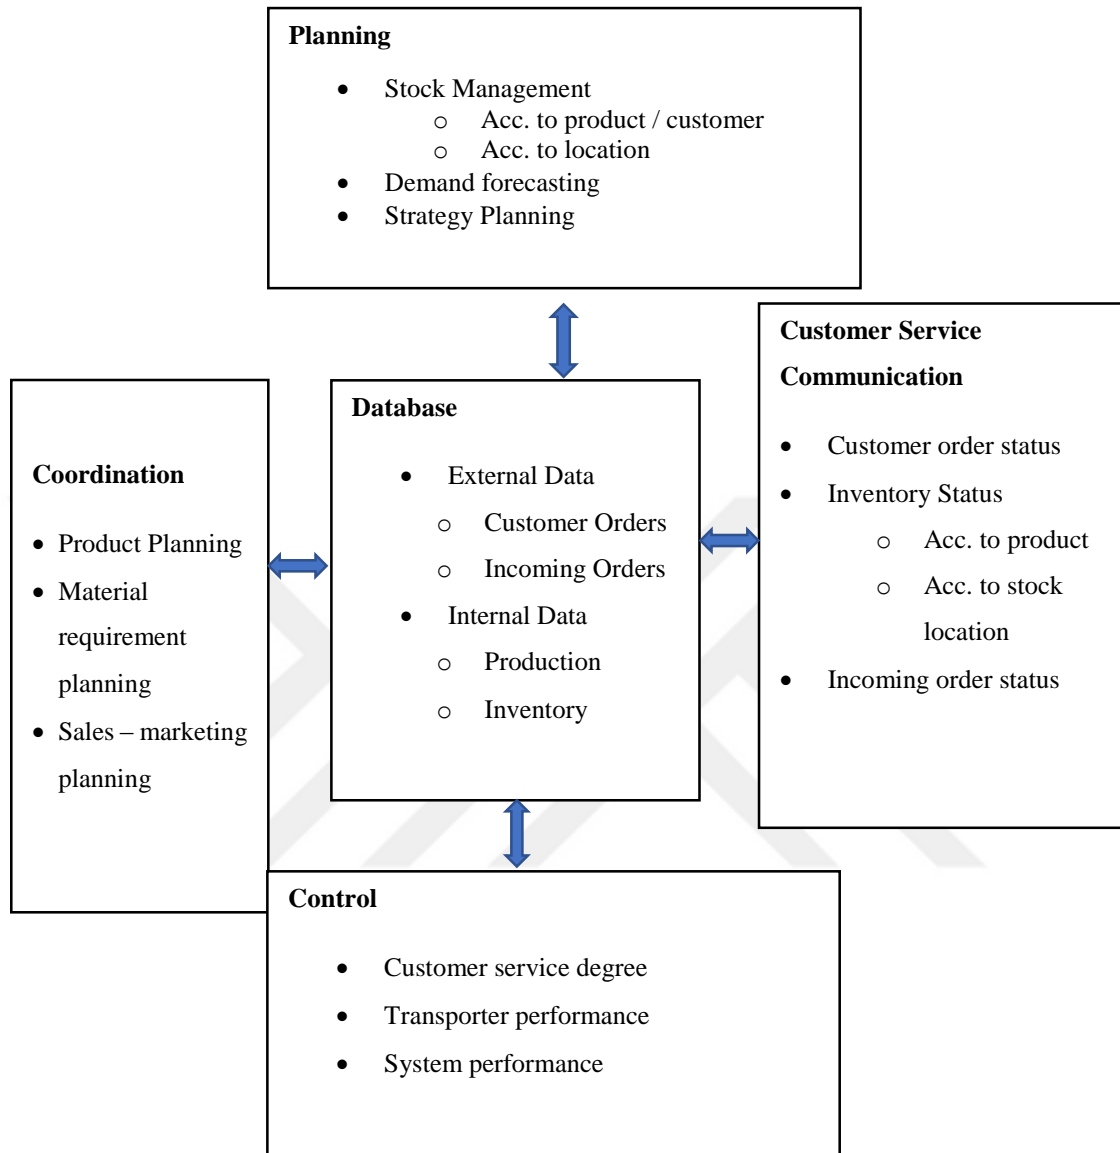 Planning
• Stock Management
o Acc. to product / customer
o Acc. to location
• Demand forecasting
• Strategy Planning
Customer Service
Communication
• Customer order status
• Inventory Status
o Acc. to product
o Acc. to stock
location
• Incoming order status
Database
• External Data
o Customer Orders
o Incoming Orders
• Internal Data
o Production
o Inventory
Coordination
• Product Planning
• Material
requirement
planning
• Sales – marketing
planning
Control
• Customer service degree
• Transporter performance
• System performance